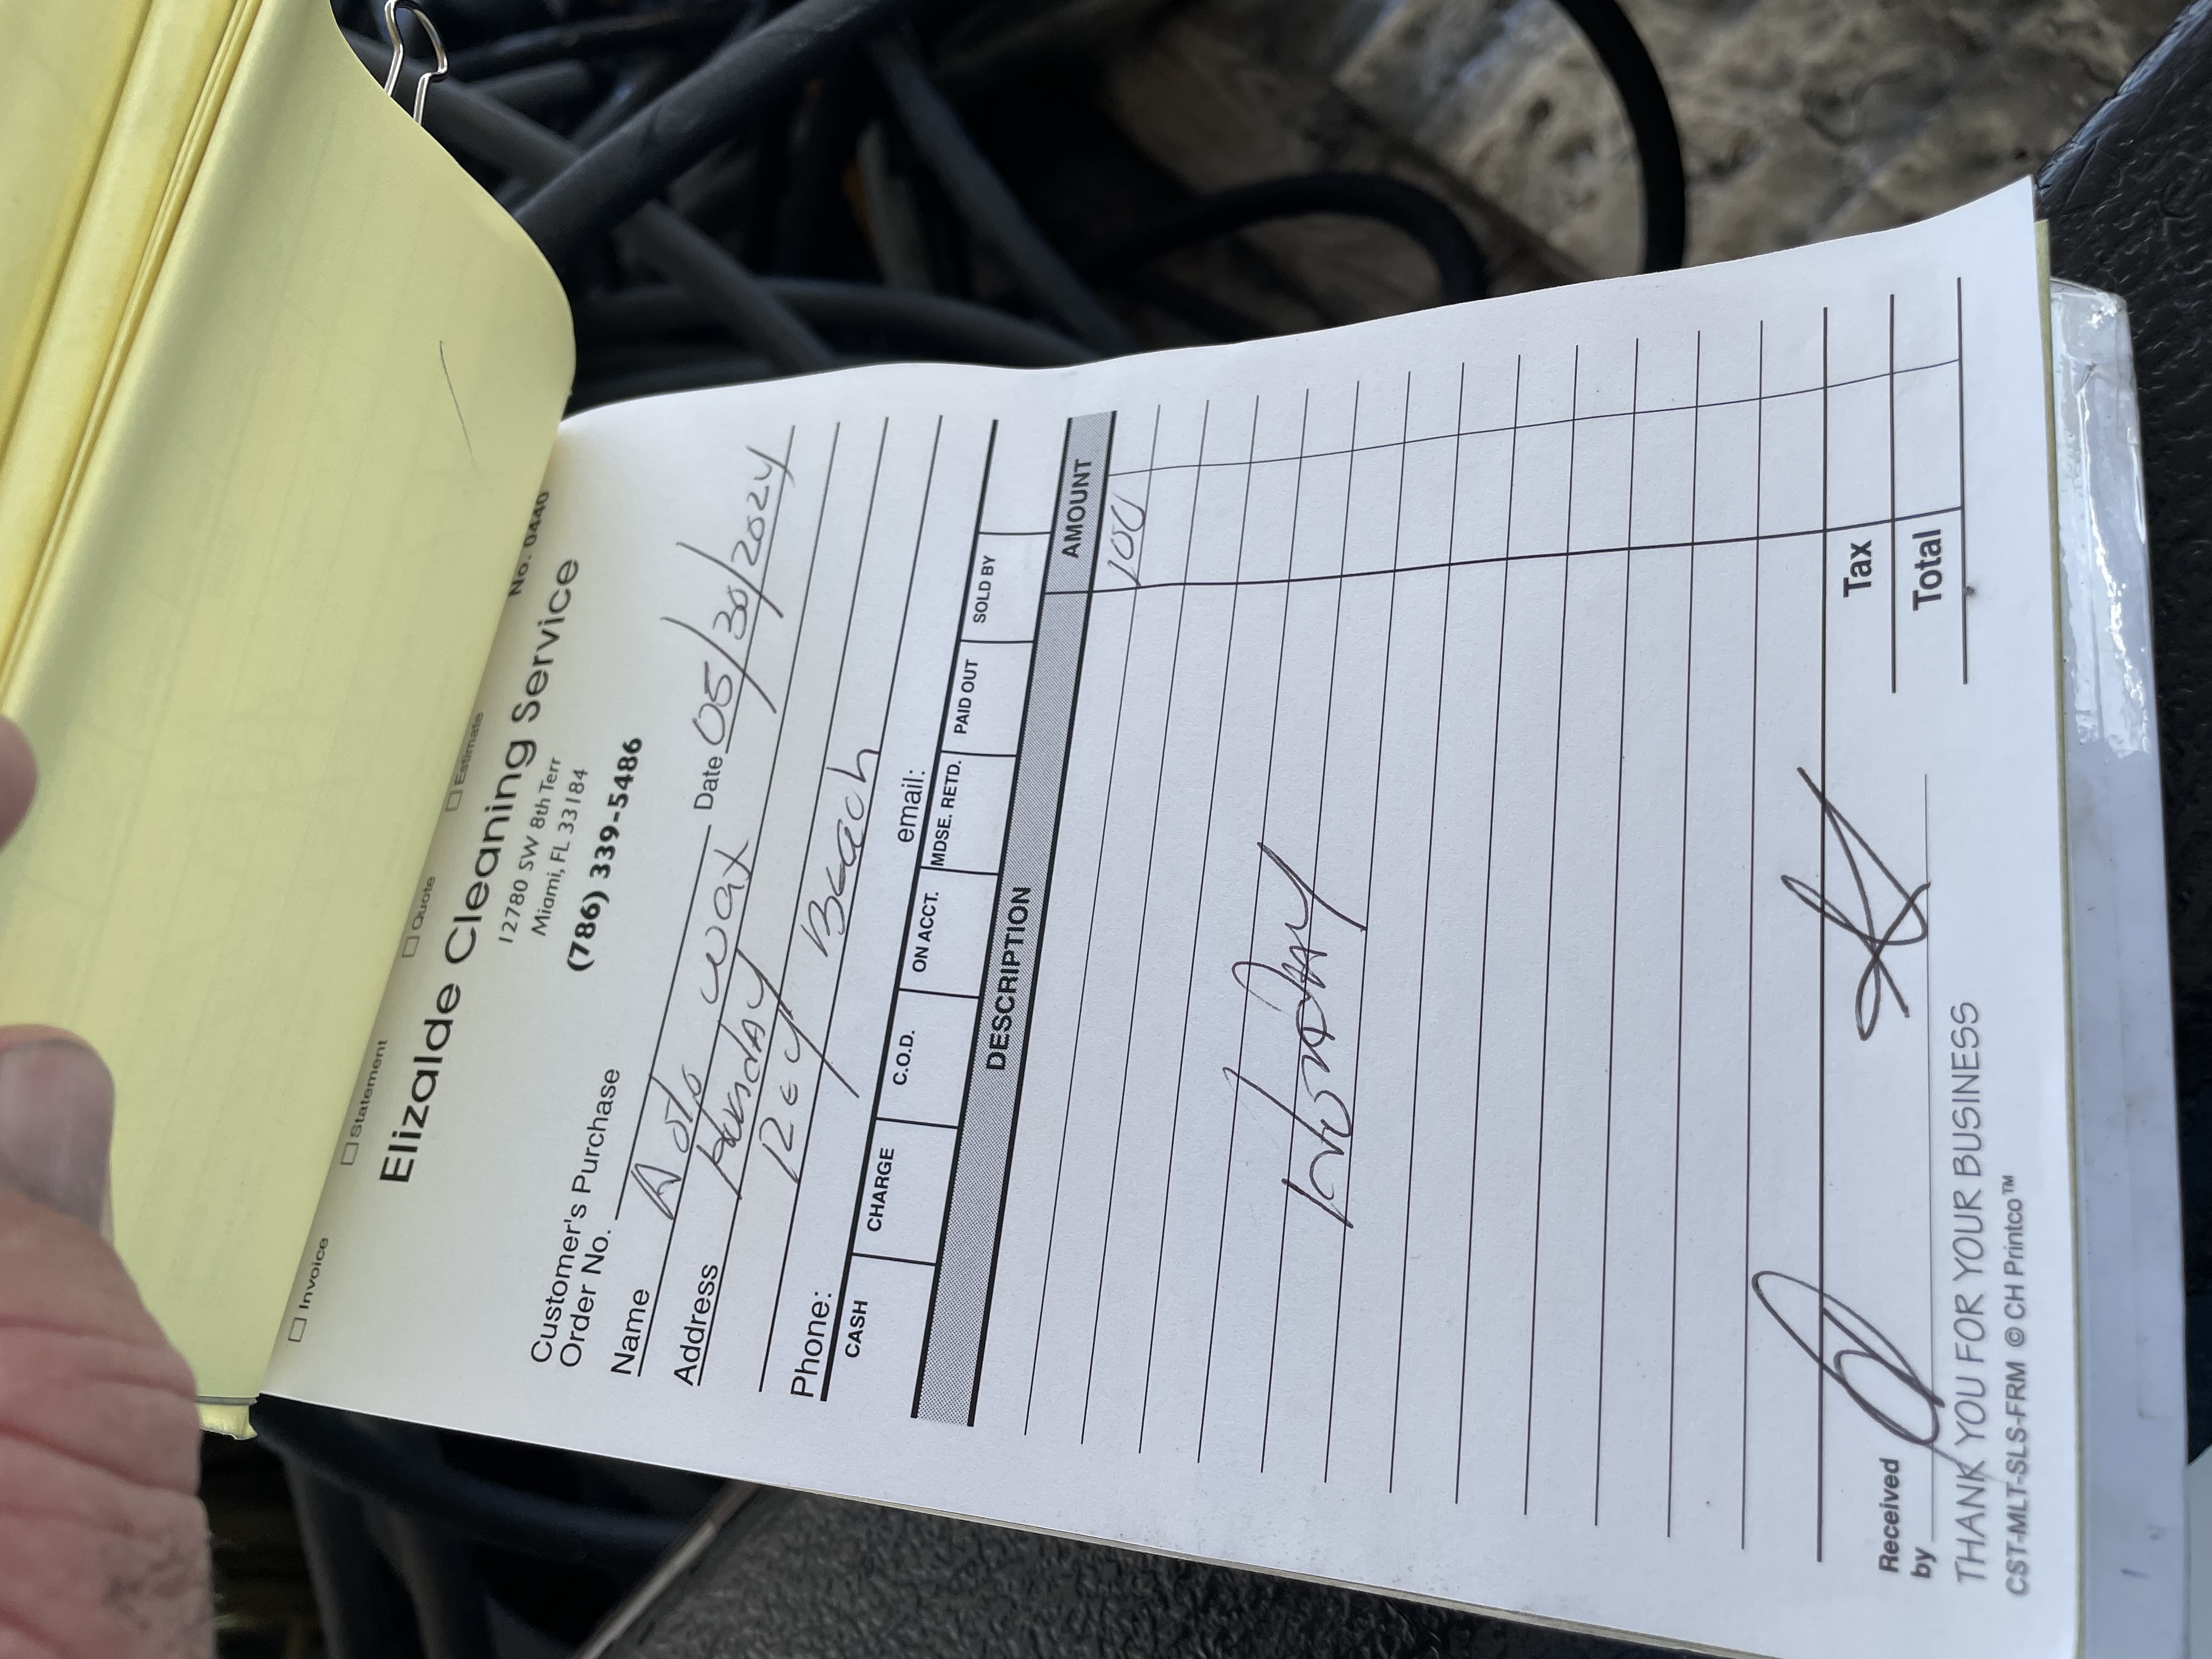 ☐ Invoice ☐ Statement ☐ Quote ☐ Estimate No. 0440
Elizalde Cleaning Service
12780 SW 8th Terr
Miami, FL 33184
(786) 339-5486
Customer's Purchase
Order No. Date 05/30/2024
Name Auto wax
Address Hunday
Rey Beach
Phone: email:
CASH CHARGE C.O.D. ON ACCT. MDSE. RETD. PAID OUT SOLD BY
DESCRIPTION AMOUNT
100
Tax
Total
Received
by
THANK YOU FOR YOUR BUSINESS
CST-MLT-SLS-FRM © CH Printco™